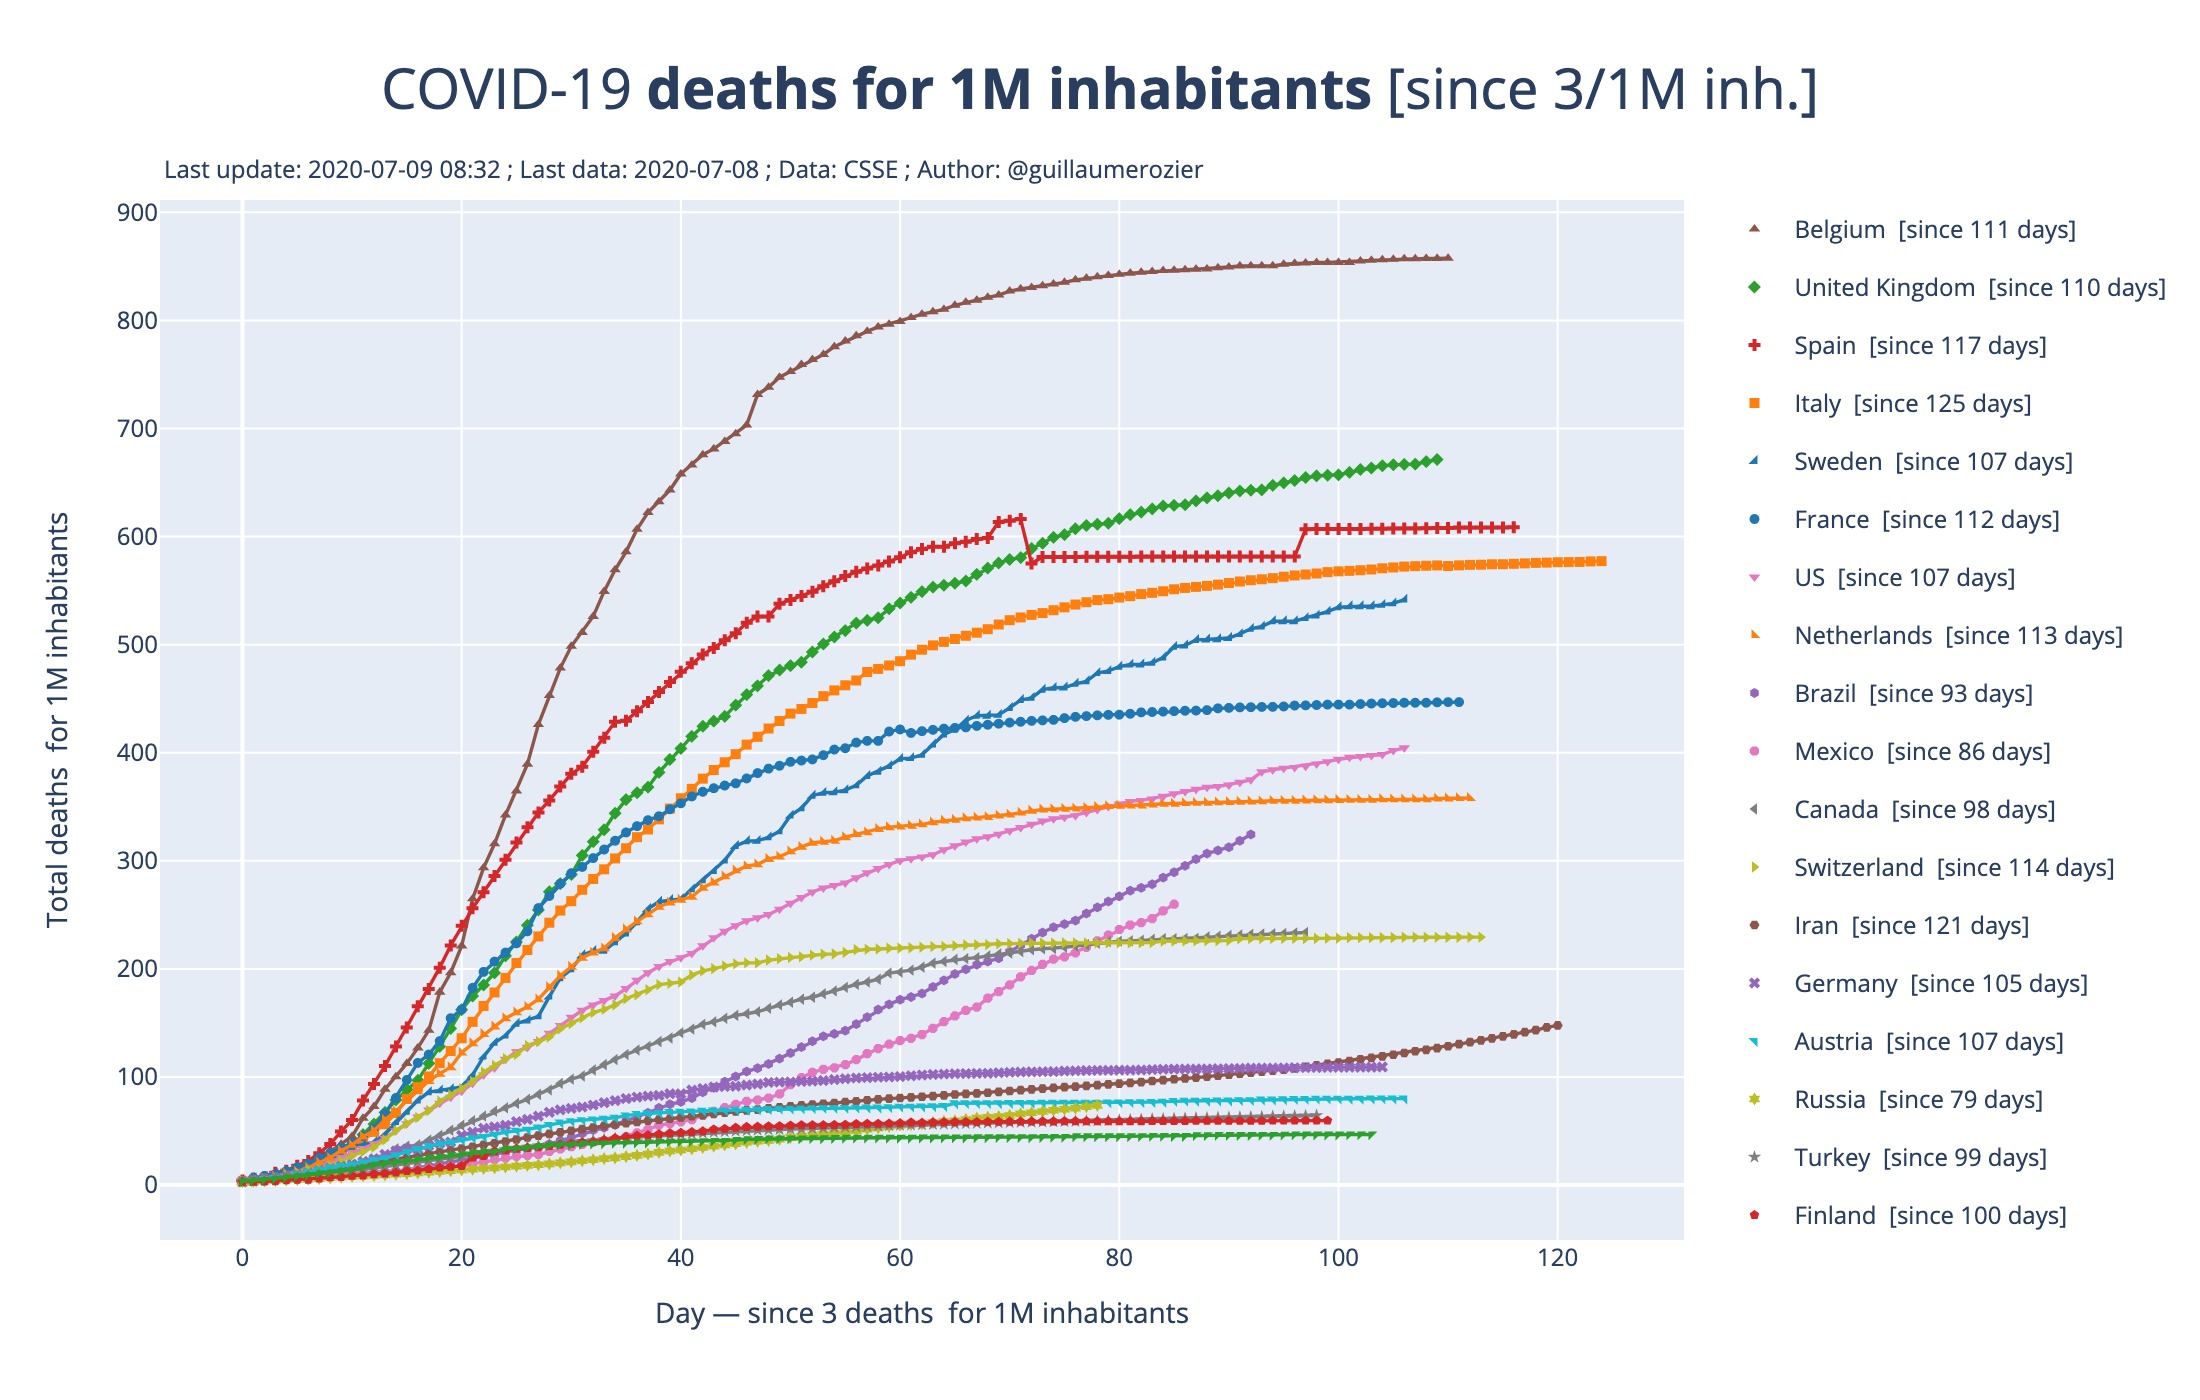 COVID-19 deaths for 1M inhabitants [since 3/1M inh.]
Last update: 2020-07-09 08:32 ; Last data: 2020-07-08 ; Data: CSSE ; Author: @guillaumerozier
Total deaths for 1M inhabitants
900
800
700
600
500
400
300
200
100
0
0 20 40 60 80 100 120
Day — since 3 deaths for 1M inhabitants
Belgium [since 111 days]
United Kingdom [since 110 days]
Spain [since 117 days]
Italy [since 125 days]
Sweden [since 107 days]
France [since 112 days]
US [since 107 days]
Netherlands [since 113 days]
Brazil [since 93 days]
Mexico [since 86 days]
Canada [since 98 days]
Switzerland [since 114 days]
Iran [since 121 days]
Germany [since 105 days]
Austria [since 107 days]
Russia [since 79 days]
Turkey [since 99 days]
Finland [since 100 days]